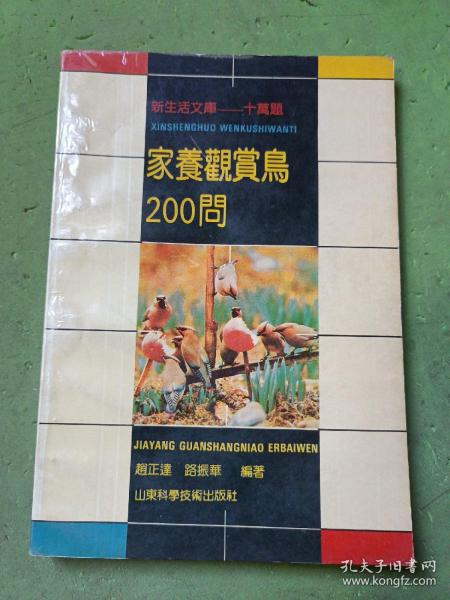 新生活文庫——十萬題
XINSHENGHUO WENKUSHIWANTI
家養觀賞鳥
200問
JIAYANG GUANSHANGNIAO ERBAIWEN
趙正達 路振華 編著
山東科學技術出版社
孔夫子旧书网
www.kongfz.com